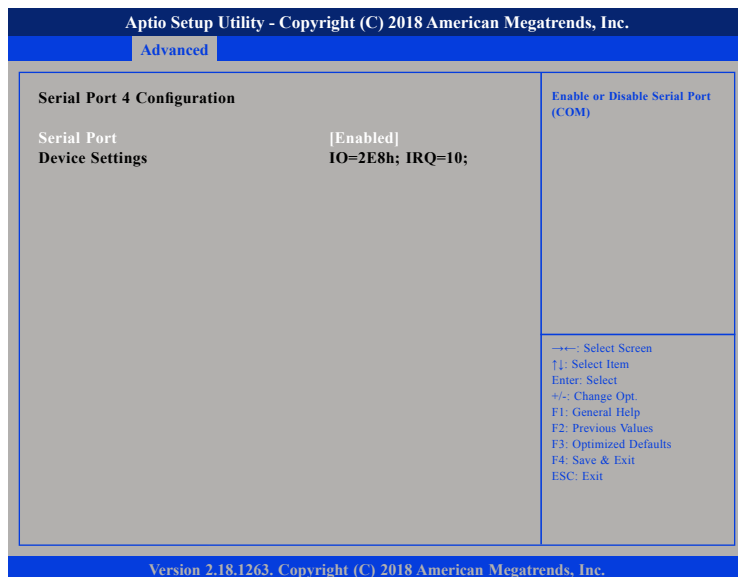 Aptio Setup Utility - Copyright (C) 2018 American Megatrends, Inc.
Advanced
Serial Port 4 Configuration
Serial Port [Enabled]
Device Settings IO=2E8h; IRQ=10;
Enable or Disable Serial Port
(COM)
→←: Select Screen
↑↓: Select Item
Enter: Select
+/-: Change Opt.
F1: General Help
F2: Previous Values
F3: Optimized Defaults
F4: Save & Exit
ESC: Exit
Version 2.18.1263. Copyright (C) 2018 American Megatrends, Inc.